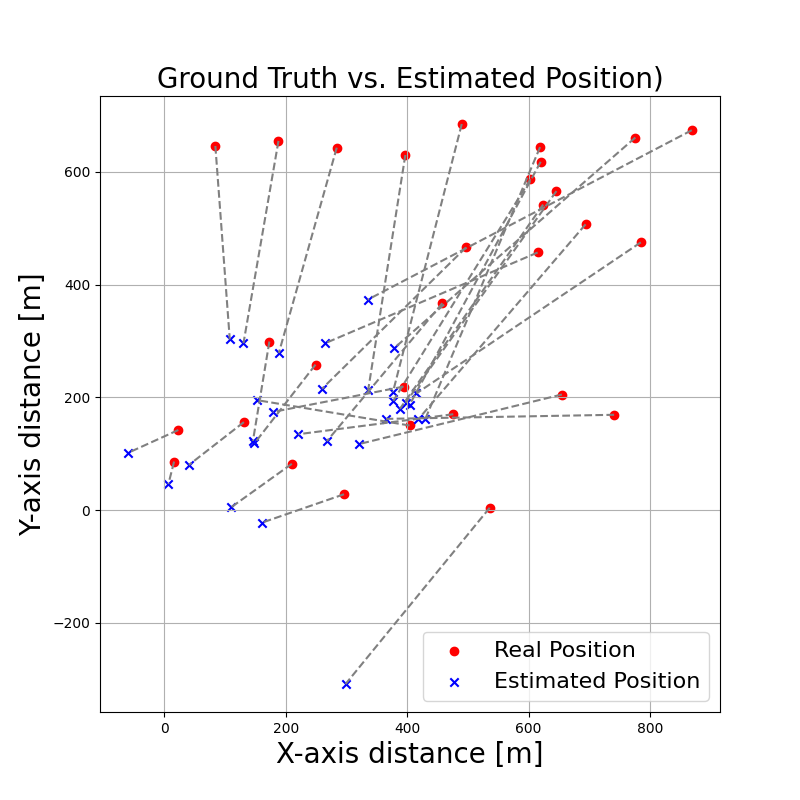 Ground Truth vs. Estimated Position)
Y-axis distance [m]
600
400
200
0
−200
0 200 400 600 800
X-axis distance [m]
Real Position
Estimated Position